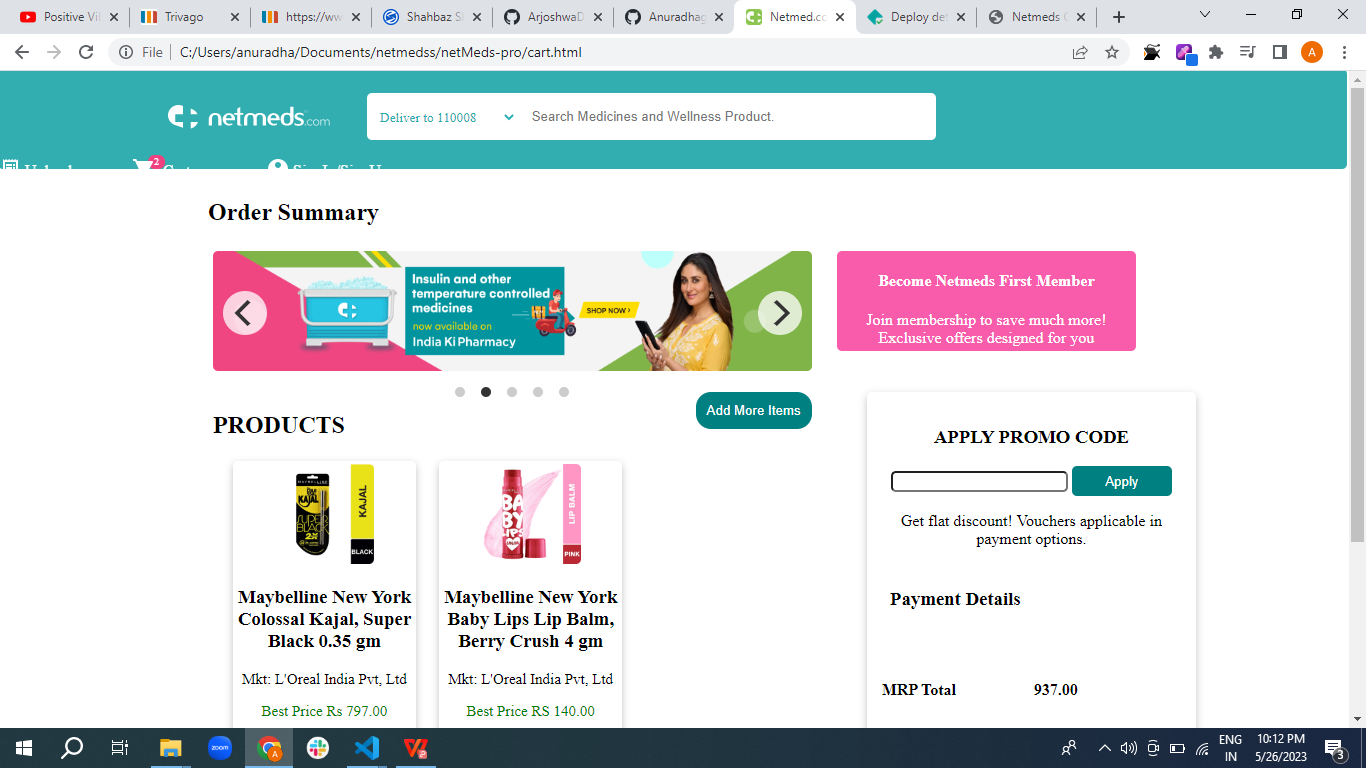 Positive Vi
Trivago
https://ww
Shahbaz S
ArjoshwaD
Anuradhag
Netmed.co
Deploy det
Netmeds C
File
C:/Users/anuradha/Documents/netmedss/netMeds-pro/cart.html
A
netmeds.com
Deliver to 110008
Search Medicines and Wellness Product.
2
Order Summary
Insulin and other
temperature controlled
medicines
now available on
India Ki Pharmacy
SHOP NOW ›
Become Netmeds First Member
Join membership to save much more!
Exclusive offers designed for you
Add More Items
PRODUCTS
APPLY PROMO CODE
Apply
Get flat discount! Vouchers applicable in
payment options.
KAJAL
SUPER
BLACK
2X
KAJAL
BLACK
BABY
LIPS
LIP BALM
PINK
Maybelline New York
Colossal Kajal, Super
Black 0.35 gm
Mkt: L'Oreal India Pvt, Ltd
Best Price Rs 797.00
Maybelline New York
Baby Lips Lip Balm,
Berry Crush 4 gm
Mkt: L'Oreal India Pvt, Ltd
Best Price RS 140.00
Payment Details
MRP Total 937.00
zoom
A
ENG
IN
10:12 PM
5/26/2023
3